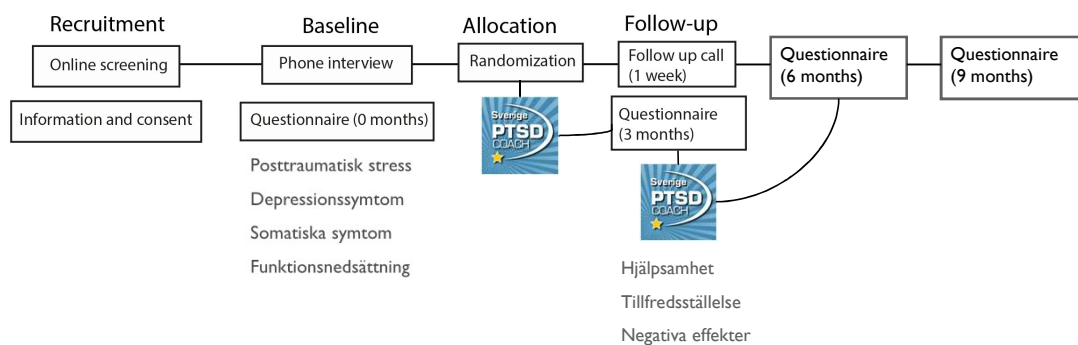 Recruitment
Online screening
Information and consent
Baseline
Phone interview
Questionnaire (0 months)
Posttraumatisk stress
Depressionssymtom
Somatiska symtom
Funktionsnedsättning
Allocation
Randomization
Sverige
PTSD
COACH
Follow-up
Follow up call
(1 week)
Questionnaire
(3 months)
Sverige
PTSD
COACH
Hjälpsamhet
Tillfredsställelse
Negativa effekter
Questionnaire
(6 months)
Questionnaire
(9 months)